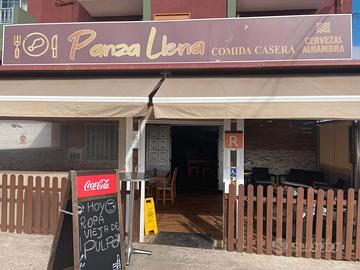 Panza Llena COMIDA CASERA
CERVEZAS
ALHAMBRA
R
Coca-Cola
HOY
ROPA
VIEJA DE
PULPO